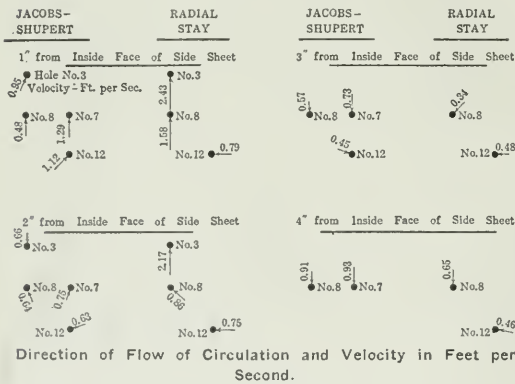 JACOBS-
SHUPERT
RADIAL
STAY
1" from Inside Face of Side Sheet
0.95
Hole No.3
Velocity - Ft. per Sec.
No.3
2.43
0.48
No.8
1.29
No.7
No.8
1.58
1.12
No.12
No.12
0.79
2" from Inside Face of Side Sheet
0.66
No.3
No.3
2.17
No.8
0.64
No.7
0.75
No.8
0.86
No.12
0.63
No.12
0.75
JACOBS-
SHUPERT
RADIAL
STAY
3" from Inside Face of Side Sheet
0.57
No.8
0.73
No.7
0.34
No.8
0.45
No.12
No.12
0.48
4" from Inside Face of Side Sheet
0.91
No.8
0.93
No.7
0.65
No.8
No.12
0.46
Direction of Flow of Circulation and Velocity in Feet per
Second.